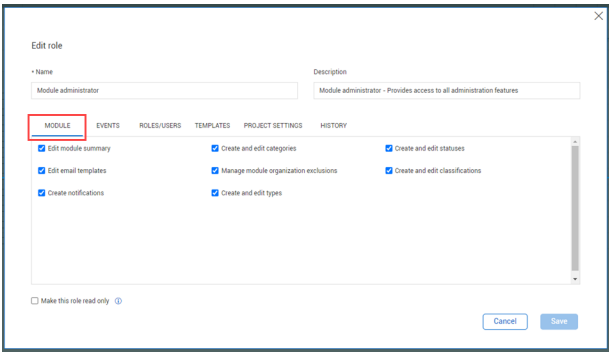 Edit role
• Name
Description
Module administrator
Module administrator - Provides access to all administration features
MODULE EVENTS ROLES/USERS TEMPLATES PROJECT SETTINGS HISTORY
Edit module summary Create and edit categories Create and edit statuses
Edit email templates Manage module organization exclusions Create and edit classifications
Create notifications Create and edit types
Make this role read only
Cancel Save